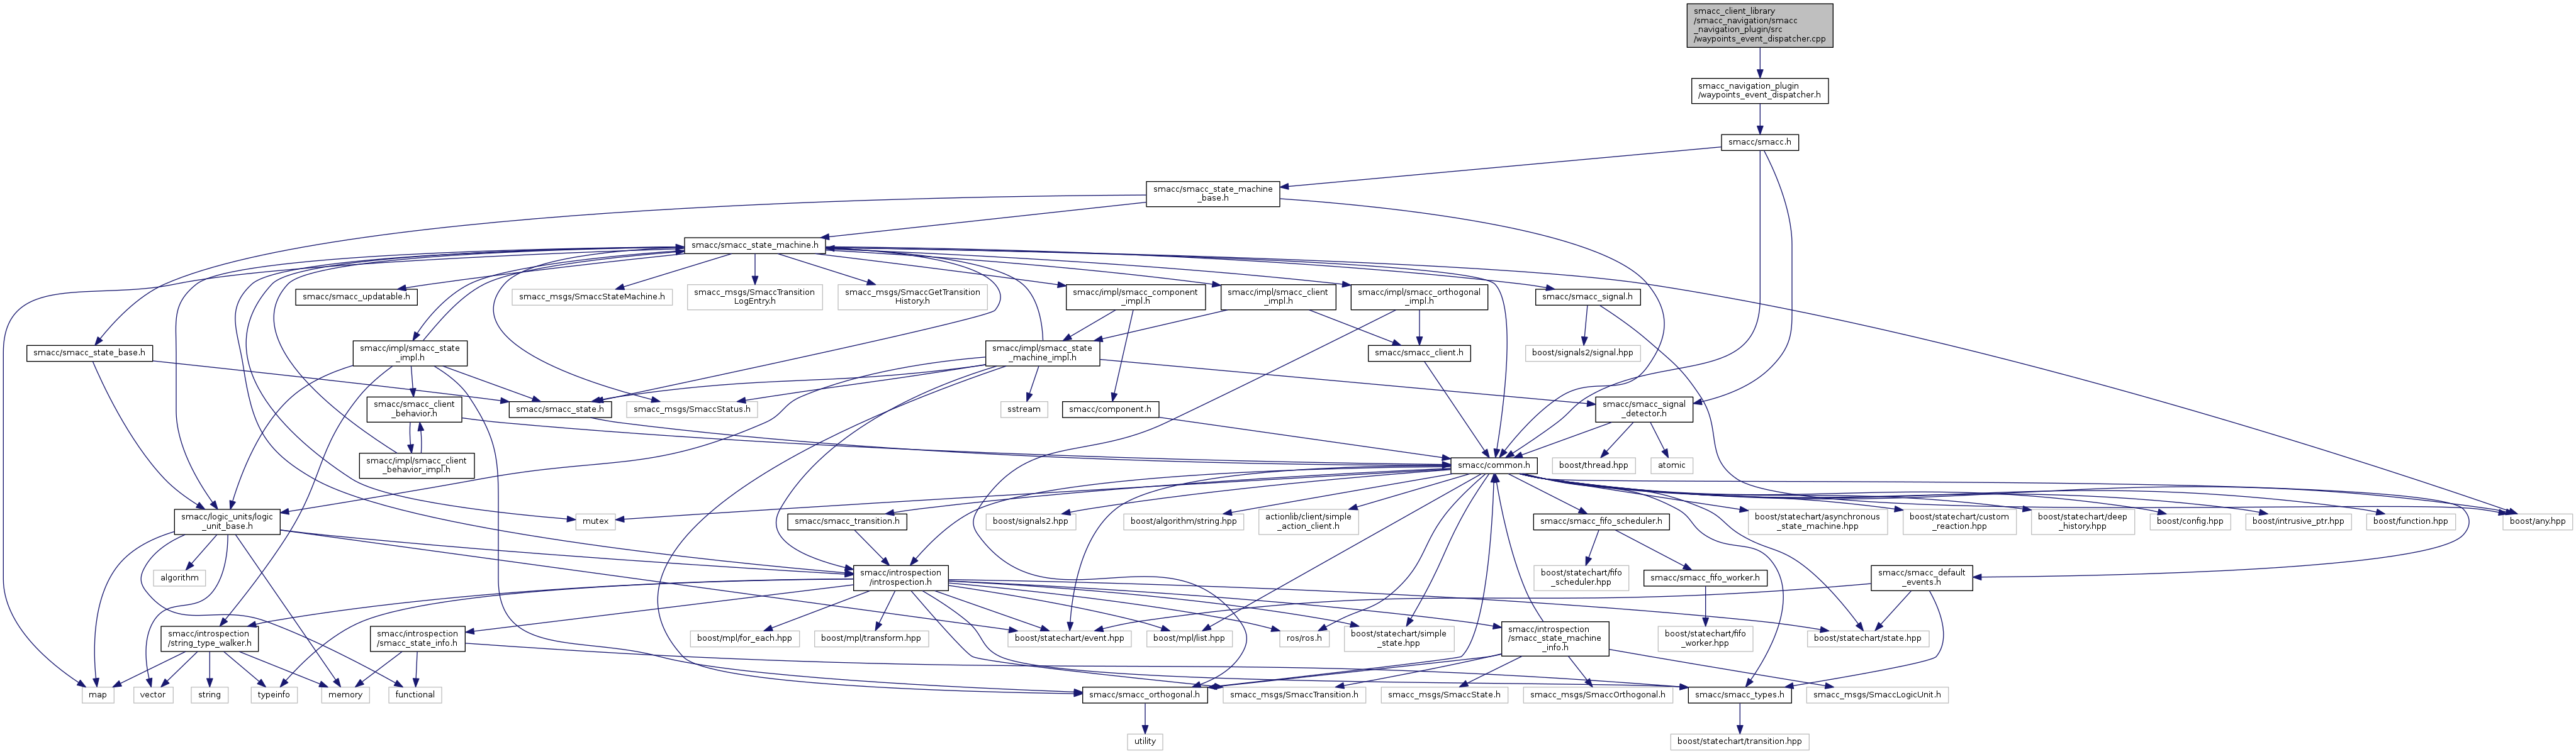 smacc_client_library
/smacc_navigation/smacc
_navigation_plugin/src
/waypoints_event_dispatcher.cpp
smacc_navigation_plugin
/waypoints_event_dispatcher.h
smacc/smacc.h
smacc/smacc_state_machine
_base.h
smacc/smacc_state_machine.h
smacc/smacc_updatable.h
smacc_msgs/SmaccStateMachine.h
smacc_msgs/SmaccTransition
LogEntry.h
smacc_msgs/SmaccGetTransition
History.h
smacc/impl/smacc_component
_impl.h
smacc/impl/smacc_client
_impl.h
smacc/impl/smacc_orthogonal
_impl.h
smacc/smacc_signal.h
smacc/smacc_state_base.h
smacc/impl/smacc_state
_impl.h
smacc/impl/smacc_state
_machine_impl.h
smacc/smacc_client.h
boost/signals2/signal.hpp
smacc/smacc_client
_behavior.h
smacc/smacc_state.h
smacc_msgs/SmaccStatus.h
sstream
smacc/component.h
smacc/smacc_signal
_detector.h
smacc/impl/smacc_client
_behavior_impl.h
smacc/common.h
boost/thread.hpp
atomic
smacc/logic_units/logic
_unit_base.h
mutex
smacc/smacc_transition.h
boost/signals2.hpp
boost/algorithm/string.hpp
actionlib/client/simple
_action_client.h
smacc/smacc_fifo_scheduler.h
boost/statechart/asynchronous
_state_machine.hpp
boost/statechart/custom
_reaction.hpp
boost/statechart/deep
_history.hpp
boost/config.hpp
boost/intrusive_ptr.hpp
boost/function.hpp
boost/any.hpp
algorithm
smacc/introspection
/introspection.h
boost/statechart/fifo
_scheduler.hpp
smacc/smacc_fifo_worker.h
smacc/smacc_default
_events.h
smacc/introspection
/string_type_walker.h
smacc/introspection
/smacc_state_info.h
boost/mpl/for_each.hpp
boost/mpl/transform.hpp
boost/statechart/event.hpp
boost/mpl/list.hpp
ros/ros.h
boost/statechart/simple
_state.hpp
smacc/introspection
/smacc_state_machine
_info.h
boost/statechart/fifo
_worker.hpp
boost/statechart/state.hpp
map
vector
string
typeinfo
memory
functional
smacc/smacc_orthogonal.h
smacc_msgs/SmaccTransition.h
smacc_msgs/SmaccState.h
smacc_msgs/SmaccOrthogonal.h
smacc/smacc_types.h
smacc_msgs/SmaccLogicUnit.h
utility
boost/statechart/transition.hpp